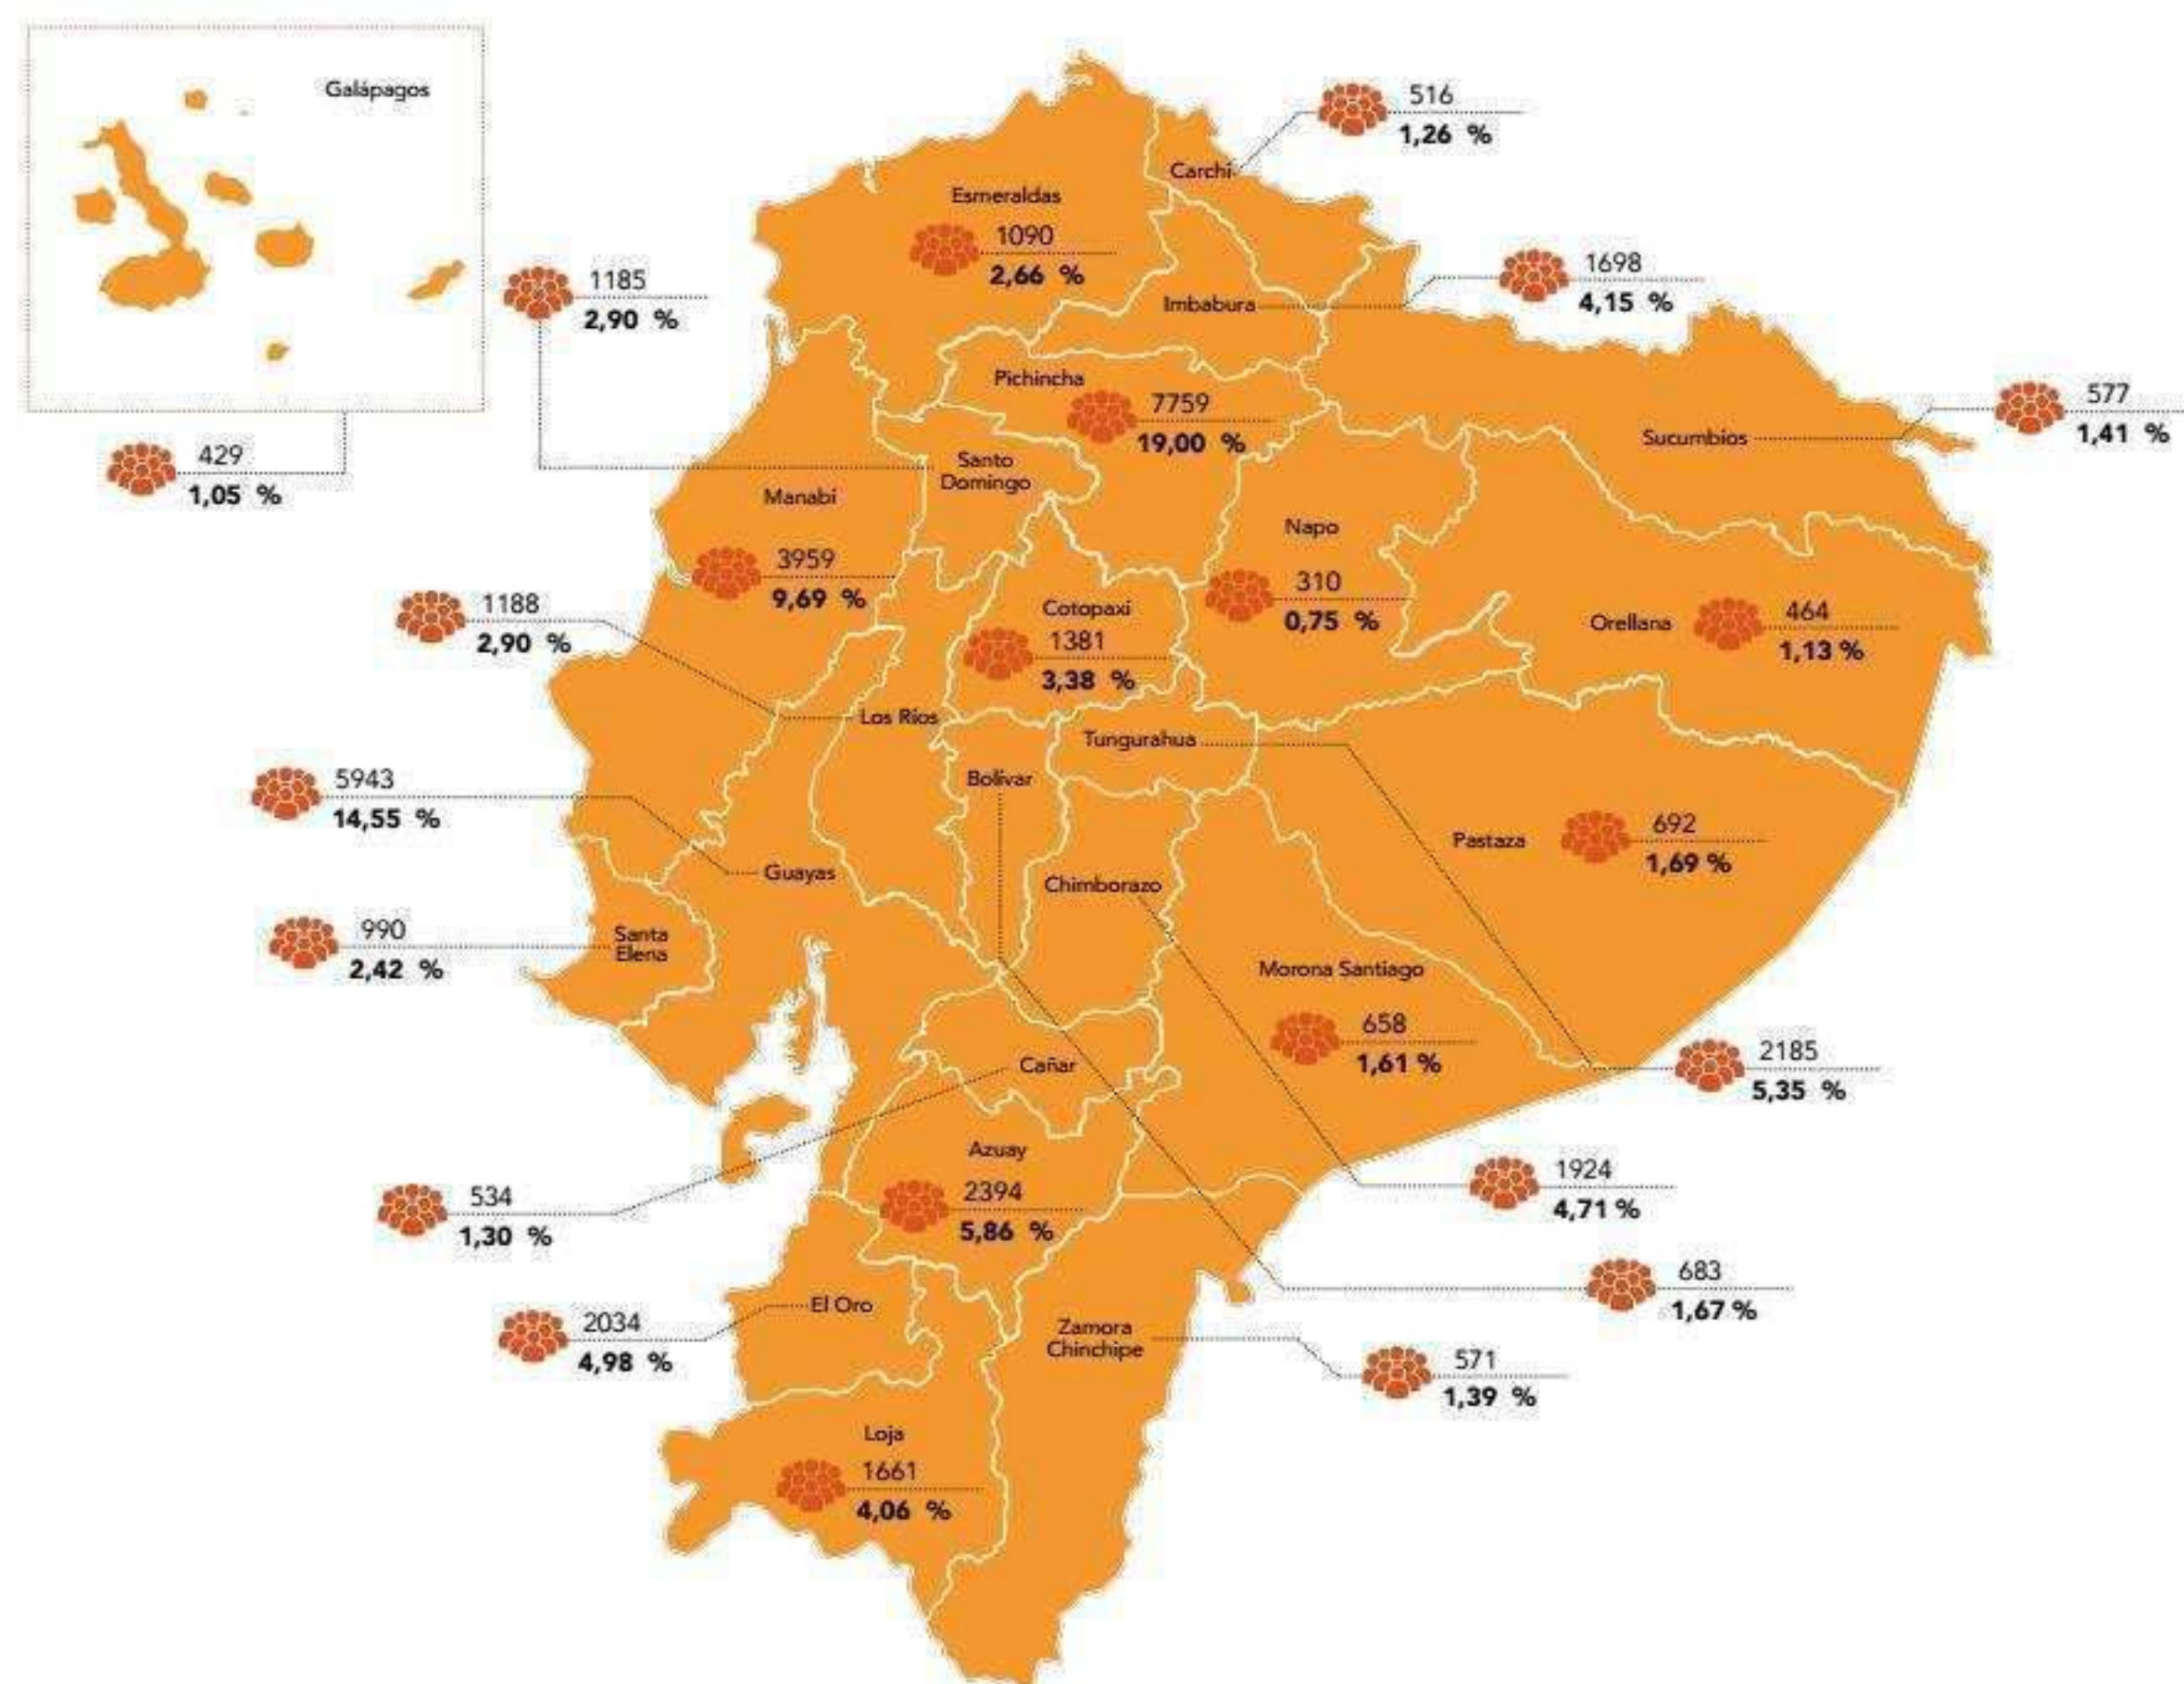 Galápagos
429
1,05 %
516
1,26 %
Carchi
Esmeraldas
1090
2,66 %
1185
2,90 %
1698
4,15 %
Imbabura
Pichincha
7759
19,00 %
577
1,41 %
Sucumbíos
Santo
Domingo
Manabí
3959
9,69 %
Napo
310
0,75 %
1188
2,90 %
Cotopaxi
1381
3,38 %
Orellana
464
1,13 %
Los Ríos
Tungurahua
Bolívar
5943
14,55 %
Guayas
Pastaza
692
1,69 %
Chimborazo
990
2,42 %
Santa
Elena
Morona Santiago
658
1,61 %
2185
5,35 %
Cañar
Azuay
2394
5,86 %
534
1,30 %
1924
4,71 %
683
1,67 %
El Oro
2034
4,98 %
Zamora
Chinchipe
571
1,39 %
Loja
1661
4,06 %